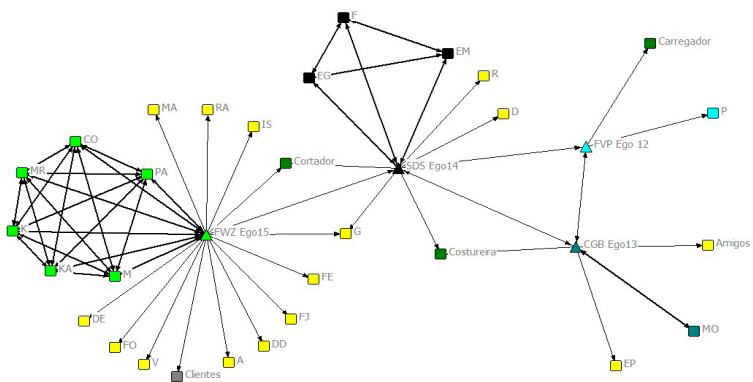 F
EM
EG
R
D
Carregador
P
FVP Ego 12
MA
RA
IS
CO
MR
PA
Cortador
SDS Ego14
K
FWZ Ego15
G
Costureira
CGB Ego13
Amigos
KA
M
FE
DE
FJ
MO
FO
V
Clientes
A
DD
EP